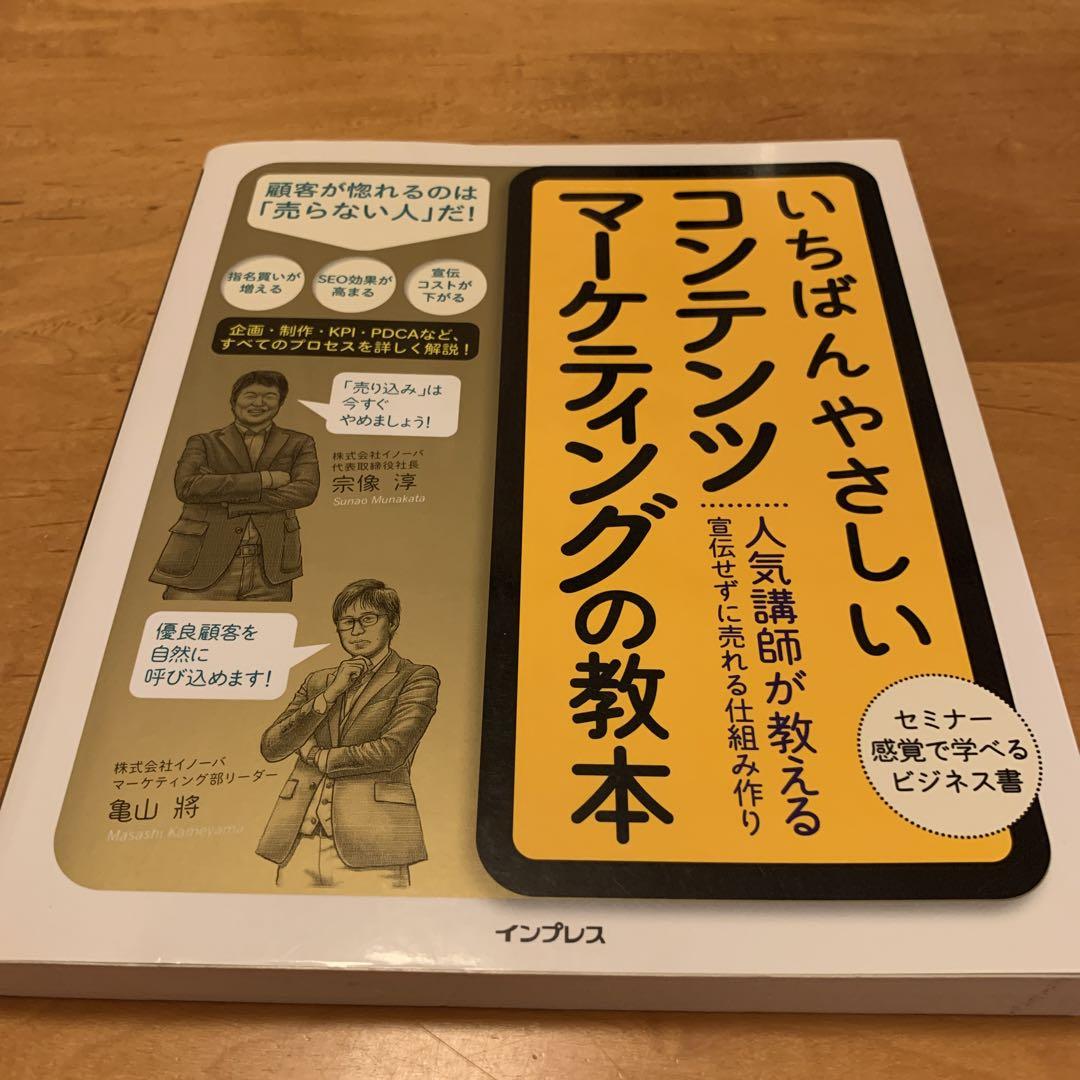 いちばんやさしい
コンテンツ
マーケティングの教本
人気講師が教える
宣伝せずに売れる仕組み作り
セミナー
感覚で学べる
ビジネス書
顧客が惚れるのは
「売らない人」だ!
指名買いが
増える
SEO効果が
高まる
宣伝
コストが
下がる
企画・制作・KPI・PDCAなど、
すべてのプロセスを詳しく解説!
「売り込み」は
今すぐ
やめましょう!
株式会社イノーバ
代表取締役社長
宗像 淳
Sunao Munakata
優良顧客を
自然に
呼び込めます!
株式会社イノーバ
マーケティング部リーダー
亀山 將
Masashi Kameyama
インプレス